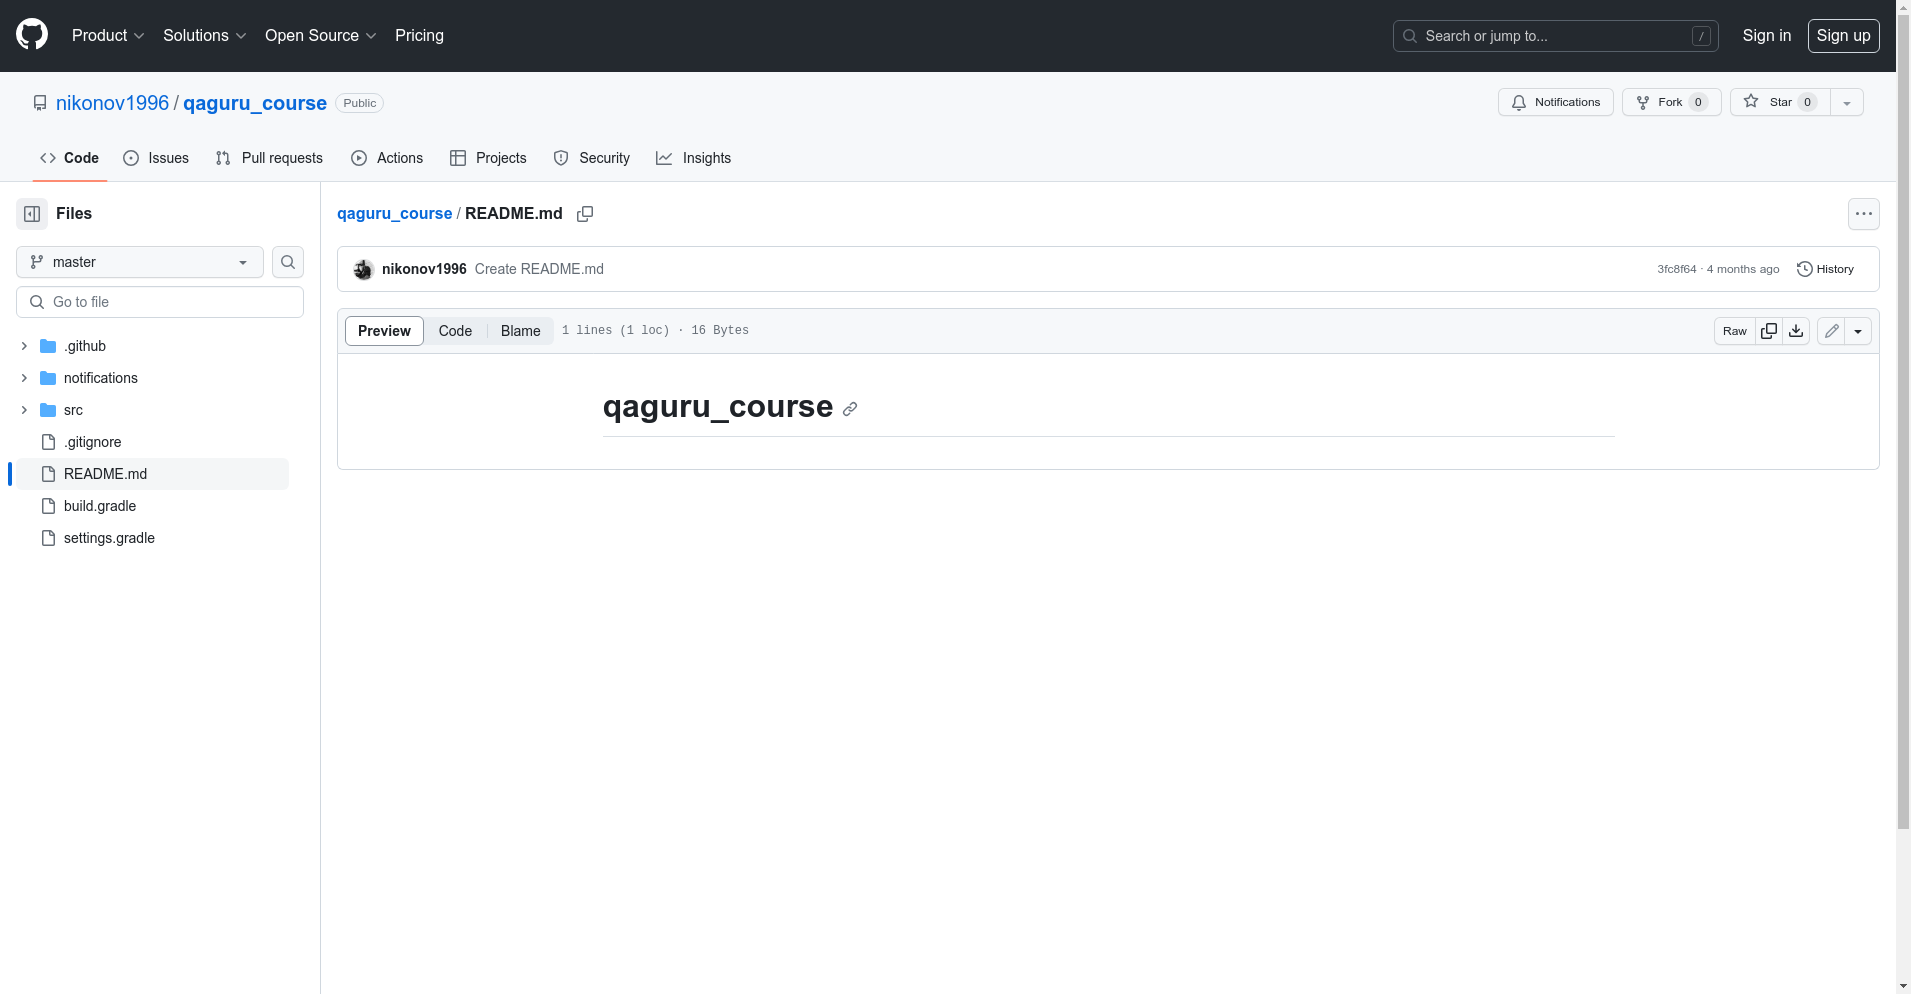 Product Solutions Open Source Pricing Search or jump to... / Sign in Sign up
nikonov1996 / qaguru_course Public Notifications Fork 0 Star 0
Code Issues Pull requests Actions Projects Security Insights
Files
master
Go to file
.github
notifications
src
.gitignore
README.md
build.gradle
settings.gradle
qaguru_course / README.md
nikonov1996 Create README.md 3fc8f64 · 4 months ago History
Preview Code Blame 1 lines (1 loc) · 16 Bytes Raw
qaguru_course